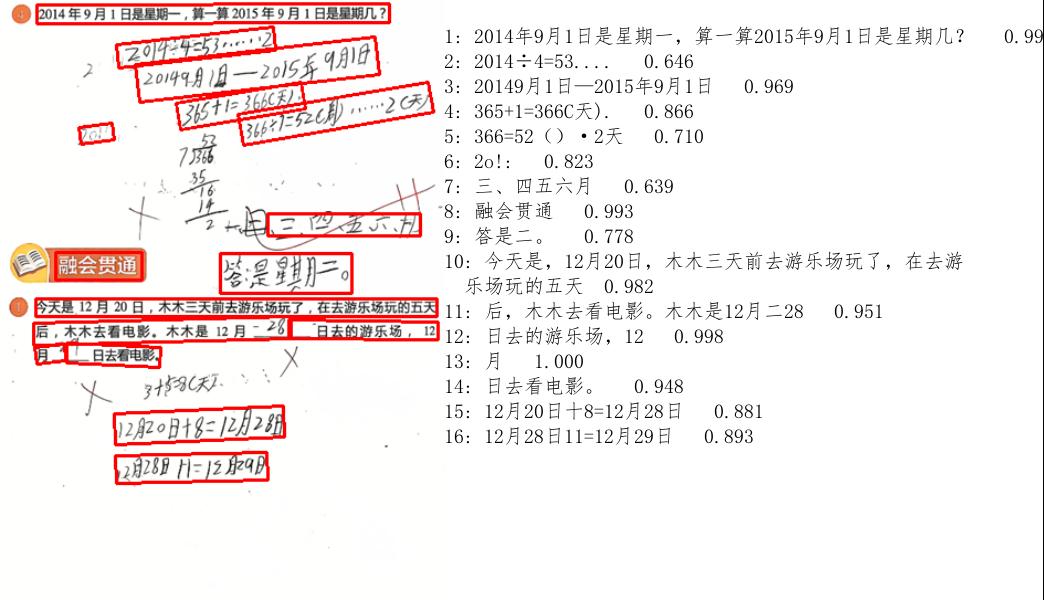 4 2014年9月1日是星期一，算一算2015年9月1日是星期几？
2014÷4=53……2
2
20149月1日—2015年9月1日
365+1=366(天).
366÷7=52(周)……2(天)
53
7 366
35
16
14
2
一、二、三、四、五、六、日
融会贯通
答:是星期二。
1 今天是 12 月 20 日，木木三天前去游乐场玩了，在去游乐场玩的五天
后，木木去看电影。木木是 12 月 28 日去的游乐场， 12
月 29 日去看电影。
3+5=8(天).
12月20日+8=12月28日
12月28日+1=12月29日
1: 2014年9月1日是星期一，算一算2015年9月1日是星期几？ 0.99
2: 2014÷4=53.... 0.646
3: 20149月1日—2015年9月1日 0.969
4: 365+1=366C天). 0.866
5: 366=52（）·2天 0.710
6: 2o!: 0.823
7: 三、四五六月 0.639
8: 融会贯通 0.993
9: 答是二。 0.778
10: 今天是，12月20日，木木三天前去游乐场玩了，在去游
乐场玩的五天 0.982
11: 后，木木去看电影。木木是12月二28 0.951
12: 日去的游乐场，12 0.998
13: 月 1.000
14: 日去看电影。 0.948
15: 12月20日十8=12月28日 0.881
16: 12月28日11=12月29日 0.893